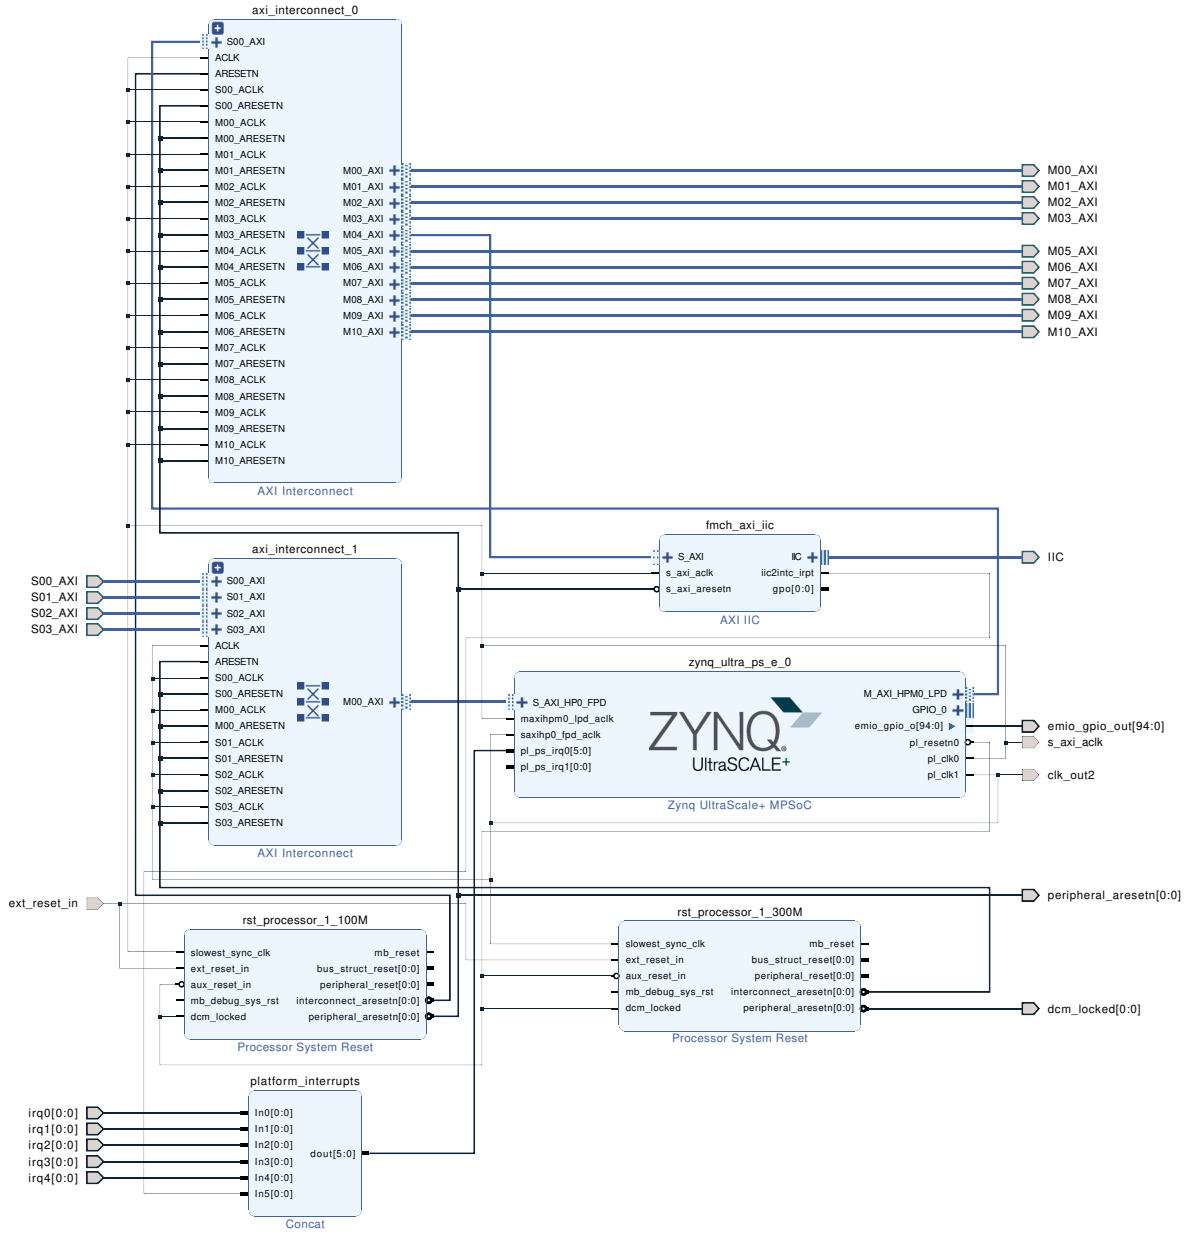 axi_interconnect_0
S00_AXI
ACLK
ARESETN
S00_ACLK
S00_ARESETN
M00_ACLK
M00_ARESETN
M01_ACLK
M01_ARESETN
M02_ACLK
M02_ARESETN
M03_ACLK
M03_ARESETN
M04_ACLK
M04_ARESETN
M05_ACLK
M05_ARESETN
M06_ACLK
M06_ARESETN
M07_ACLK
M07_ARESETN
M08_ACLK
M08_ARESETN
M09_ACLK
M09_ARESETN
M10_ACLK
M10_ARESETN
M00_AXI
M01_AXI
M02_AXI
M03_AXI
M04_AXI
M05_AXI
M06_AXI
M07_AXI
M08_AXI
M09_AXI
M10_AXI
AXI Interconnect
M00_AXI
M01_AXI
M02_AXI
M03_AXI
M05_AXI
M06_AXI
M07_AXI
M08_AXI
M09_AXI
M10_AXI
fmch_axi_iic
S_AXI
s_axi_aclk
s_axi_aresetn
IIC
iic2intc_irpt
gpo[0:0]
AXI IIC
IIC
S00_AXI
S01_AXI
S02_AXI
S03_AXI
axi_interconnect_1
S00_AXI
S01_AXI
S02_AXI
S03_AXI
ACLK
ARESETN
S00_ACLK
S00_ARESETN
M00_ACLK
M00_ARESETN
S01_ACLK
S01_ARESETN
S02_ACLK
S02_ARESETN
S03_ACLK
S03_ARESETN
M00_AXI
AXI Interconnect
zynq_ultra_ps_e_0
S_AXI_HP0_FPD
maxihpm0_lpd_aclk
saxihp0_fpd_aclk
pl_ps_irq0[5:0]
pl_ps_irq1[0:0]
ZYNQ
UltraSCALE+
M_AXI_HPM0_LPD
GPIO_0
emio_gpio_o[94:0]
pl_resetn0
pl_clk0
pl_clk1
Zynq UltraScale+ MPSoC
emio_gpio_out[94:0]
s_axi_aclk
clk_out2
peripheral_aresetn[0:0]
dcm_locked[0:0]
ext_reset_in
rst_processor_1_100M
slowest_sync_clk
ext_reset_in
aux_reset_in
mb_debug_sys_rst
dcm_locked
mb_reset
bus_struct_reset[0:0]
peripheral_reset[0:0]
interconnect_aresetn[0:0]
peripheral_aresetn[0:0]
Processor System Reset
rst_processor_1_300M
slowest_sync_clk
ext_reset_in
aux_reset_in
mb_debug_sys_rst
dcm_locked
mb_reset
bus_struct_reset[0:0]
peripheral_reset[0:0]
interconnect_aresetn[0:0]
peripheral_aresetn[0:0]
Processor System Reset
irq0[0:0]
irq1[0:0]
irq2[0:0]
irq3[0:0]
irq4[0:0]
platform_interrupts
In0[0:0]
In1[0:0]
In2[0:0]
In3[0:0]
In4[0:0]
In5[0:0]
dout[5:0]
Concat